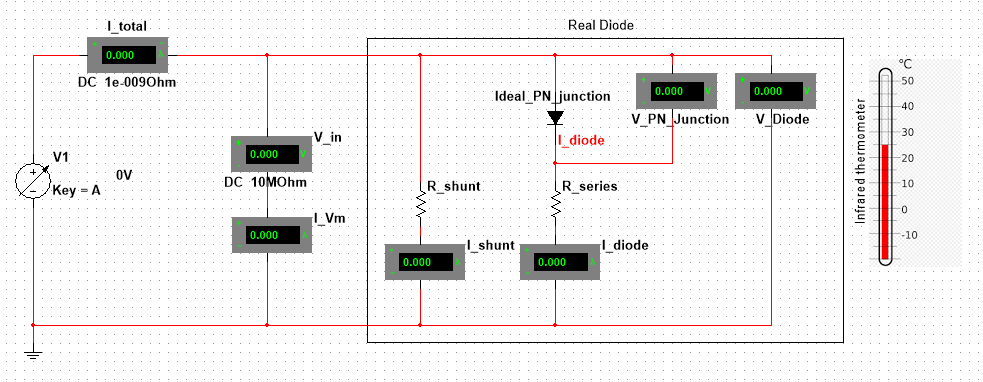 I_total
0.000
DC 1e-009Ohm
Real Diode
V1
Key = A
0V
V_in
0.000 V
DC 10MOhm
I_Vm
0.000 A
R_shunt
I_shunt
0.000 A
Ideal_PN_junction
I_diode
R_series
I_diode
0.000 A
0.000 V
V_PN_Junction
0.000 V
V_Diode
Infrared thermometer
°C
50
40
30
20
10
0
-10